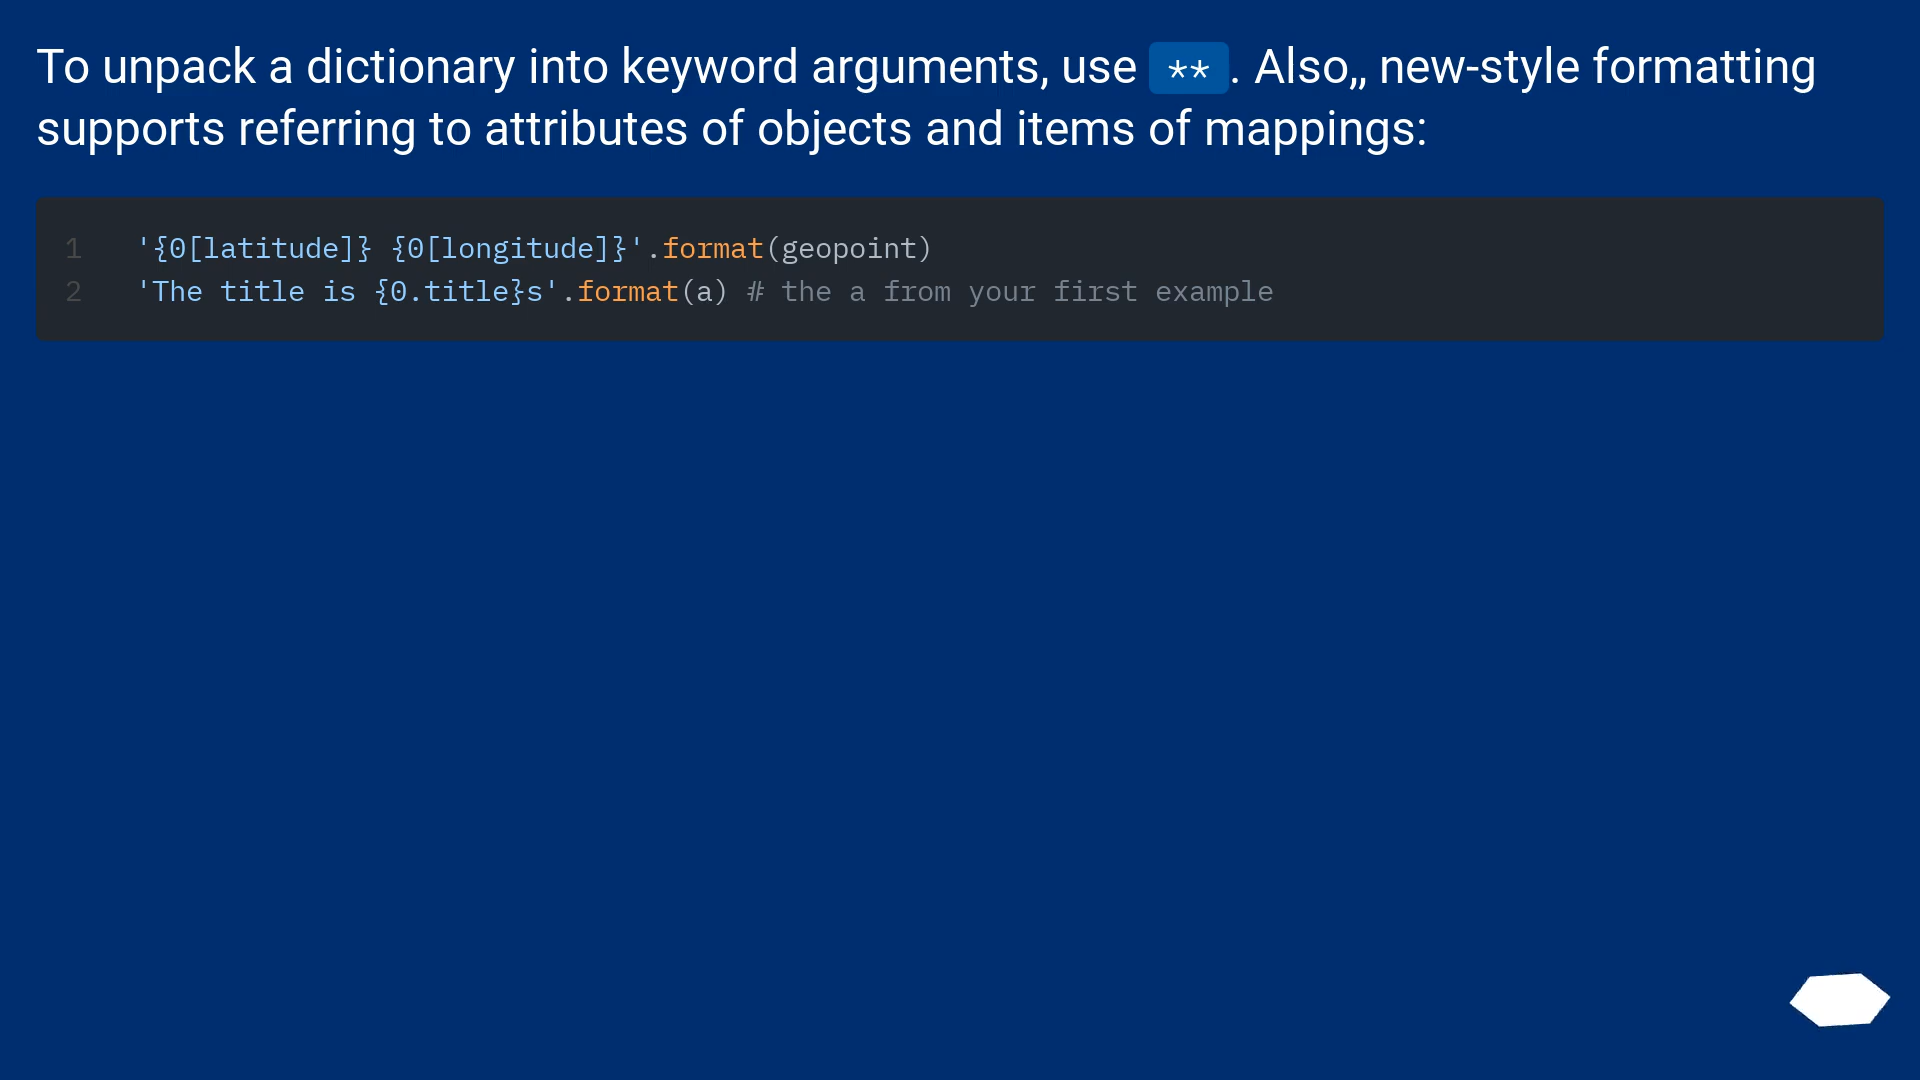 To unpack a dictionary into keyword arguments, use ** . Also,, new-style formatting
supports referring to attributes of objects and items of mappings:
1 '{0[latitude]} {0[longitude]}'.format(geopoint)
2 'The title is {0.title}s'.format(a) # the a from your first example